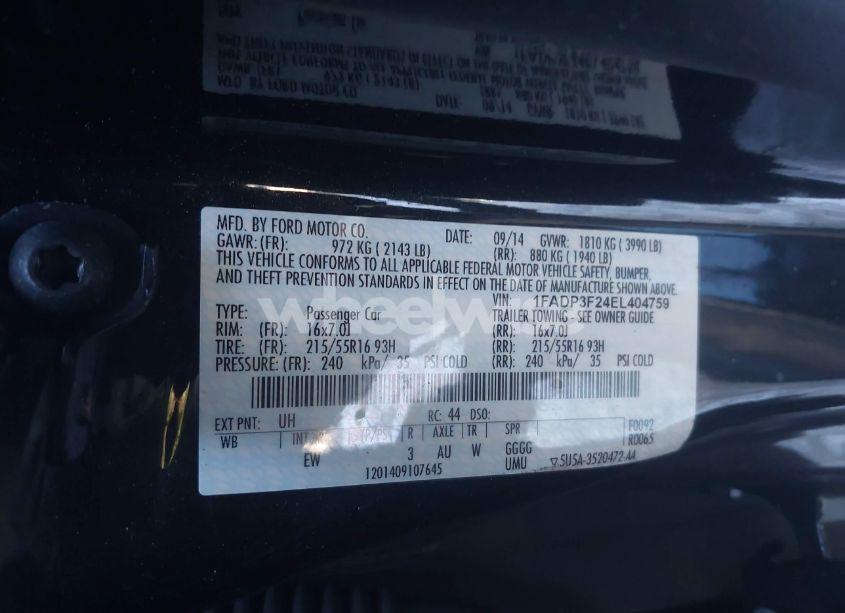 MFD. BY FORD MOTOR CO. DATE: 09/14 GVWR: 1810 KG ( 3990 LB)
GAWR: (FR): 972 KG ( 2143 LB) (RR): 880 KG ( 1940 LB)
THIS VEHICLE CONFORMS TO ALL APPLICABLE FEDERAL MOTOR VEHICLE SAFETY, BUMPER,
AND THEFT PREVENTION STANDARDS IN EFFECT ON THE DATE OF MANUFACTURE SHOWN ABOVE.
VIN: 1FADP3F24EL404759
TYPE: Passenger Car TRAILER TOWING - SEE OWNER GUIDE
RIM: (FR): 16x7.0J (RR): 16x7.0J
TIRE: (FR): 215/55R16 93H (RR): 215/55R16 93H
PRESSURE: (FR): 240 kPa/ 35 PSI COLD (RR): 240 kPa/ 35 PSI COLD
EXT PNT: UH RC: 44 DSO: F0092
WB R AXLE TR SPR R0065
EW 3 AU W GGGG
1201409107645 UMU ▽5U5A-3520472-AA
wheelwise